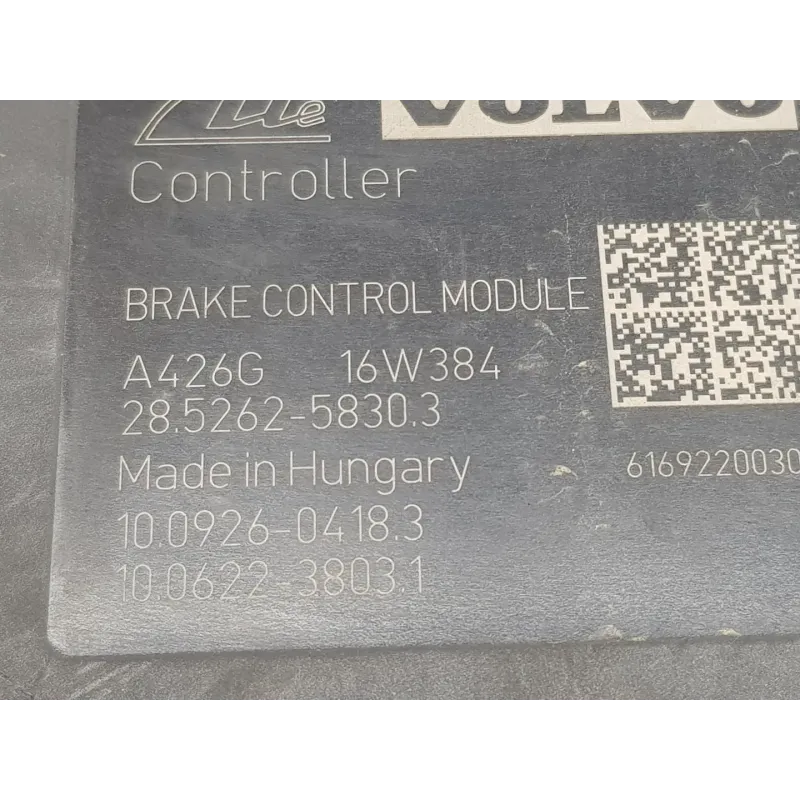 Ate VOLVO
Controller
BRAKE CONTROL MODULE
A426G 16W384
28.5262-5830.3
Made in Hungary 6169220030
10.0926-0418.3
10.0622-3803.1